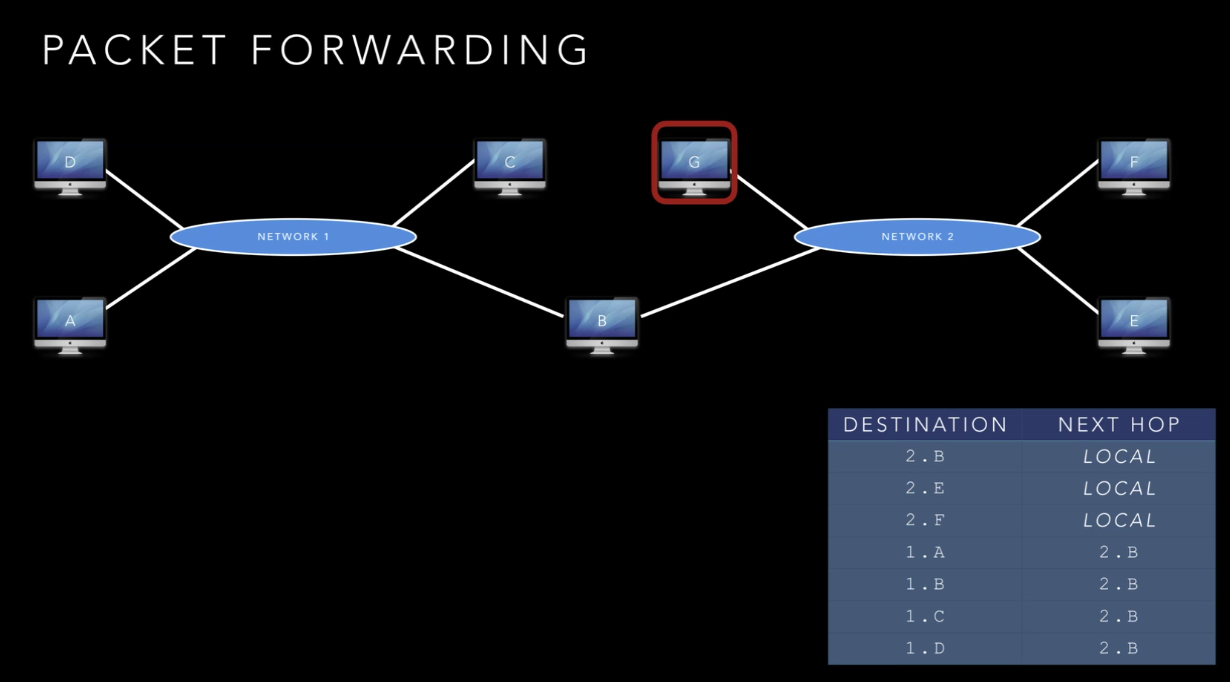 PACKET FORWARDING
D
C
G
F
NETWORK 1
NETWORK 2
A
B
E
DESTINATION NEXT HOP
2.B LOCAL
2.E LOCAL
2.F LOCAL
1.A 2.B
1.B 2.B
1.C 2.B
1.D 2.B